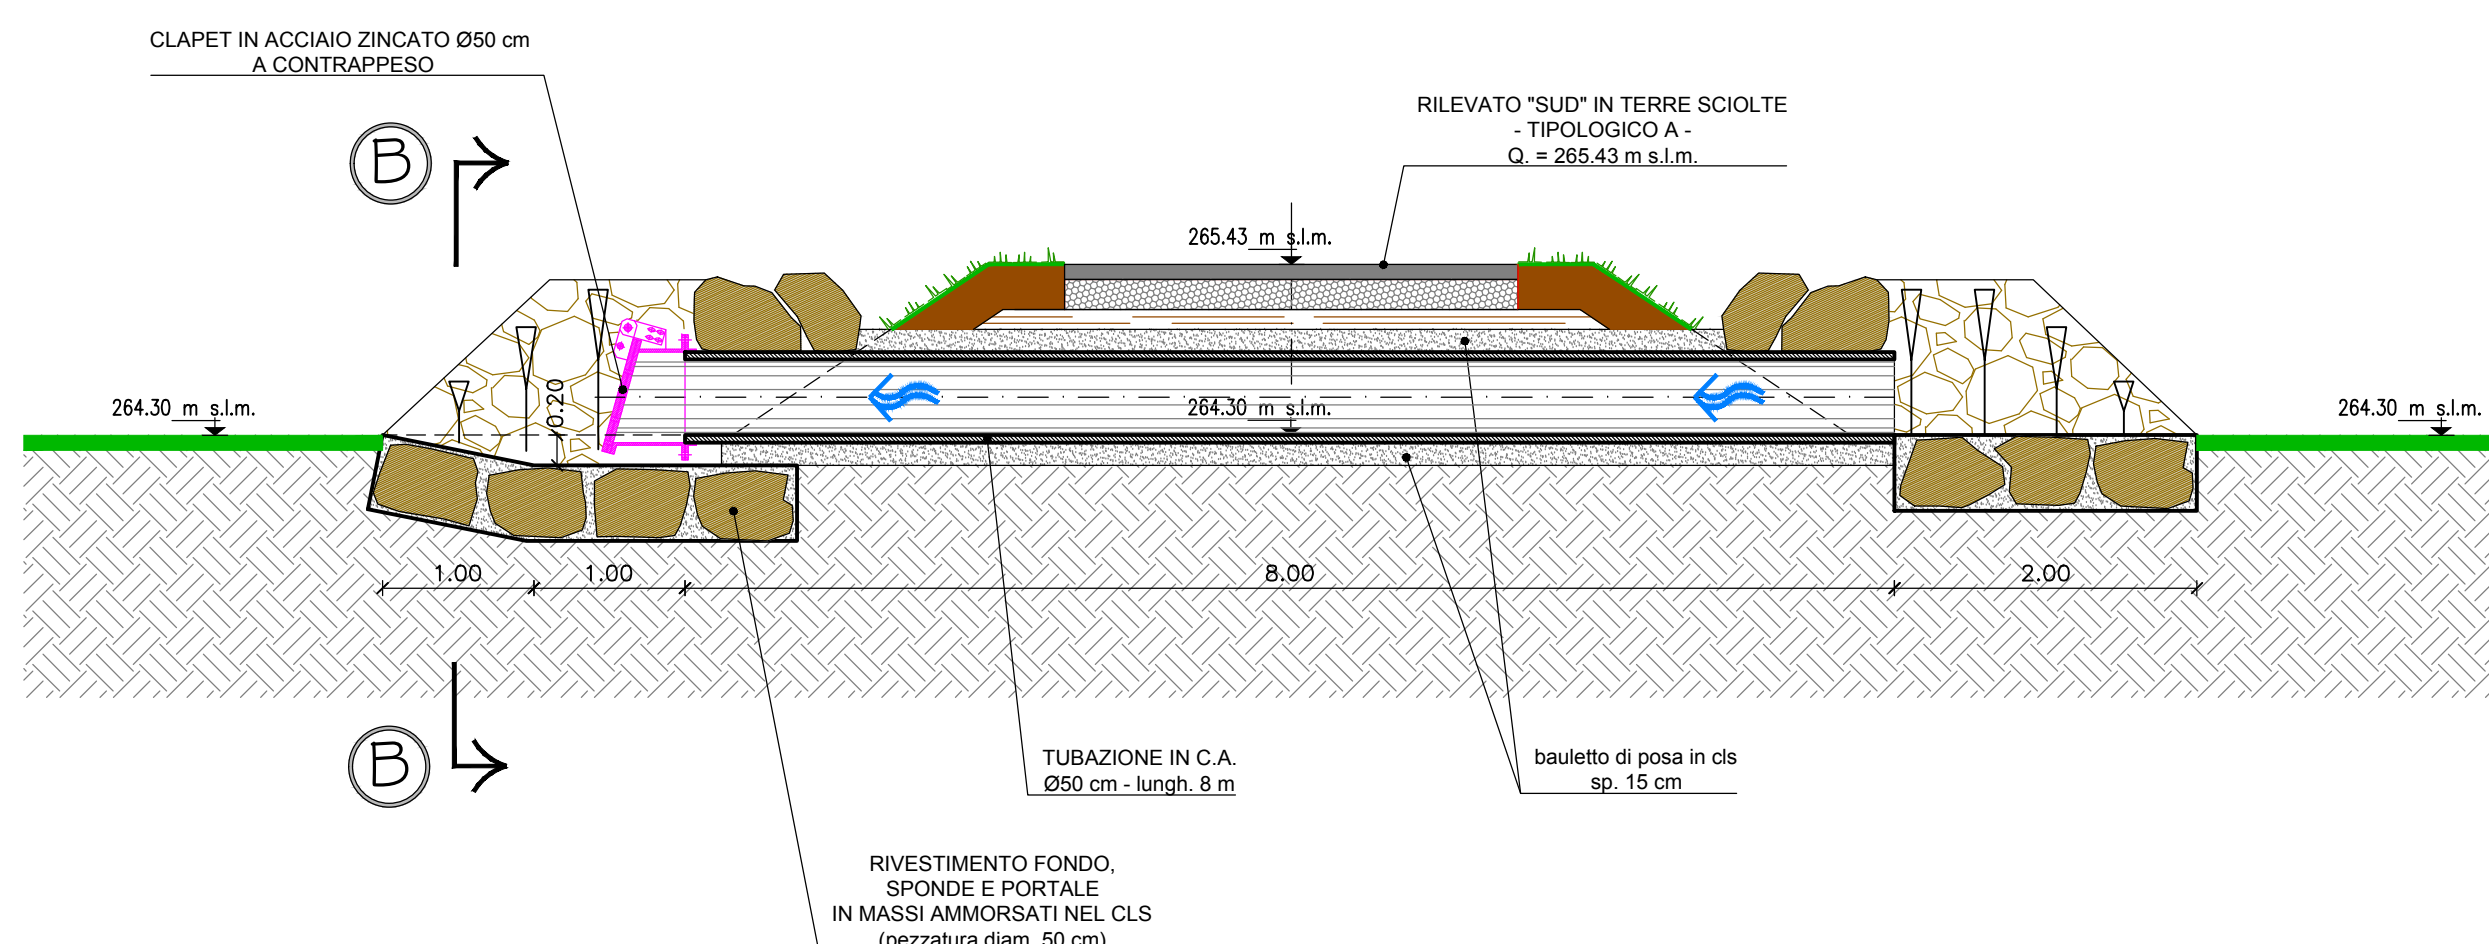 CLAPET IN ACCIAIO ZINCATO Ø50 cm
A CONTRAPPESO
B
RILEVATO "SUD" IN TERRE SCIOLTE
- TIPOLOGICO A -
Q. = 265.43 m s.l.m.
265.43 m s.l.m.
264.30 m s.l.m.
0.20
264.30 m s.l.m.
264.30 m s.l.m.
1.00
1.00
8.00
2.00
B
TUBAZIONE IN C.A.
Ø50 cm - lungh. 8 m
bauletto di posa in cls
sp. 15 cm
RIVESTIMENTO FONDO,
SPONDE E PORTALE
IN MASSI AMMORSATI NEL CLS
(pezzatura diam. 50 cm)